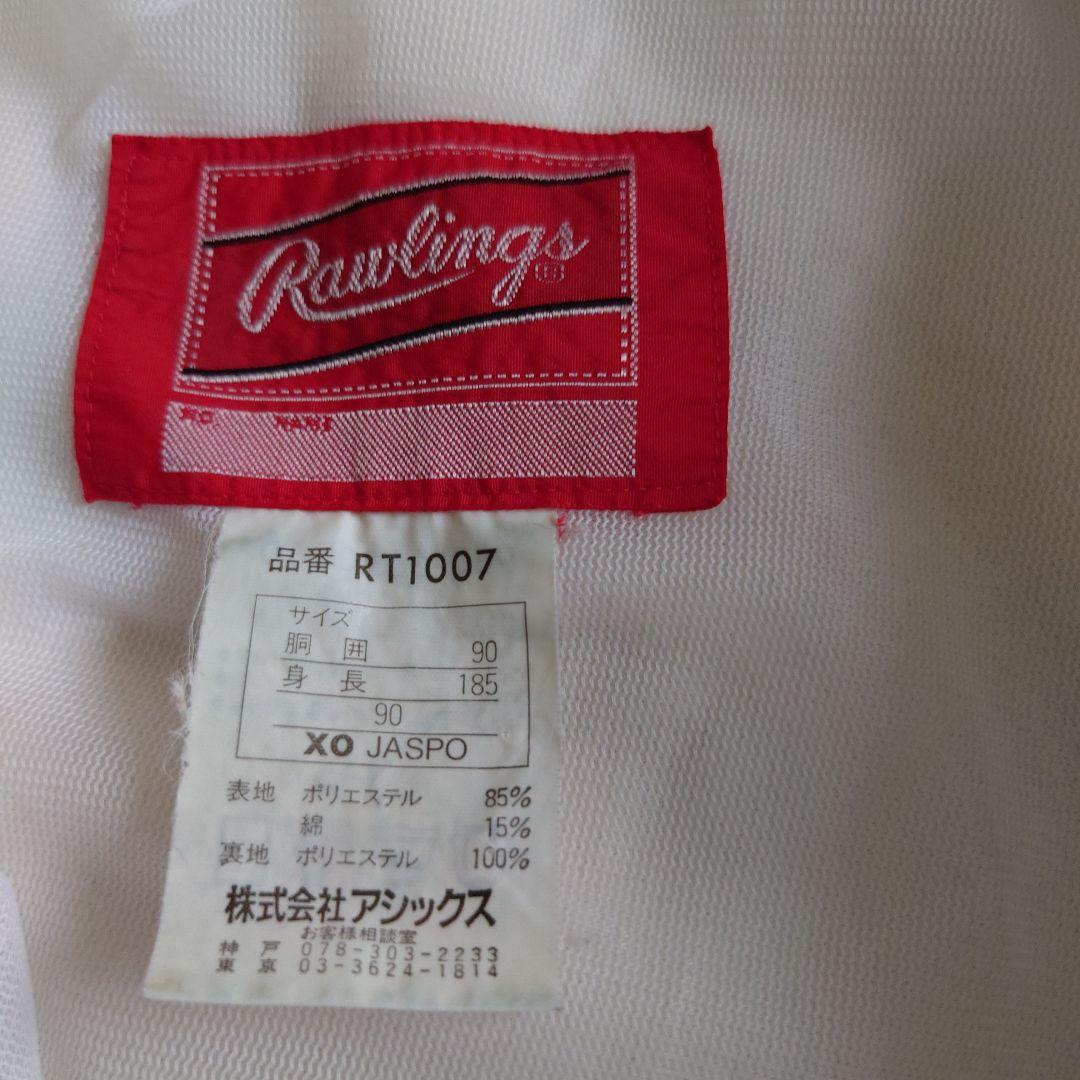 Rawlings
NO. NAME
品番 RT1007
サイズ
胴囲 90
身長 185
90
XO JASPO
表地 ポリエステル 85%
綿 15%
裏地 ポリエステル 100%
株式会社アシックス
お客様相談室
神戸 078-303-2233
東京 03-3624-1814